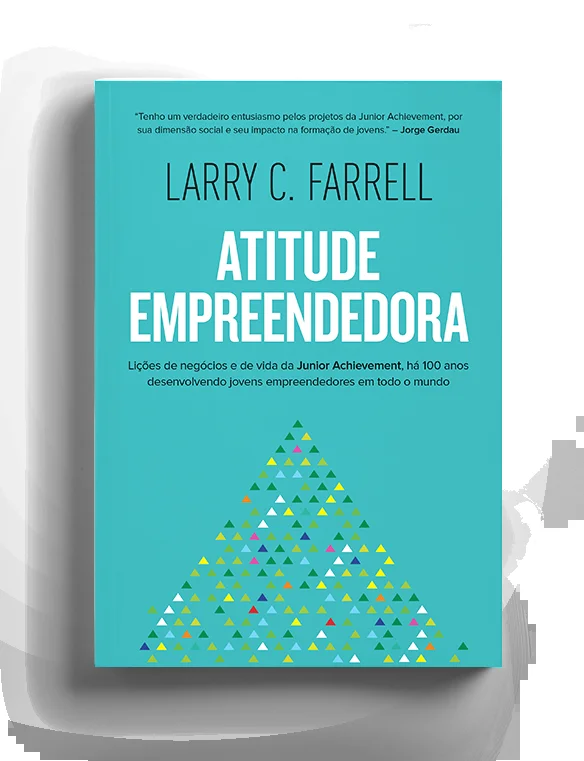 "Tenho um verdadeiro entusiasmo pelos projetos da Junior Achievement, por
sua dimensão social e seu impacto na formação de jovens." – Jorge Gerdau
LARRY C. FARRELL
ATITUDE
EMPREENDEDORA
Lições de negócios e de vida da Junior Achievement, há 100 anos
desenvolvendo jovens empreendedores em todo o mundo